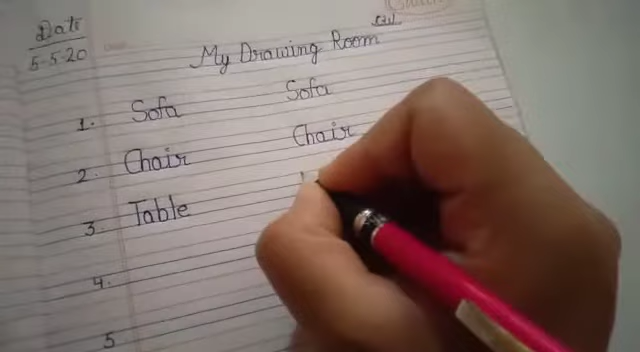 Date
5-5-20
My Drawing Room
1. Sofa Sofa
2. Chair Chair
3. Table
4.
5